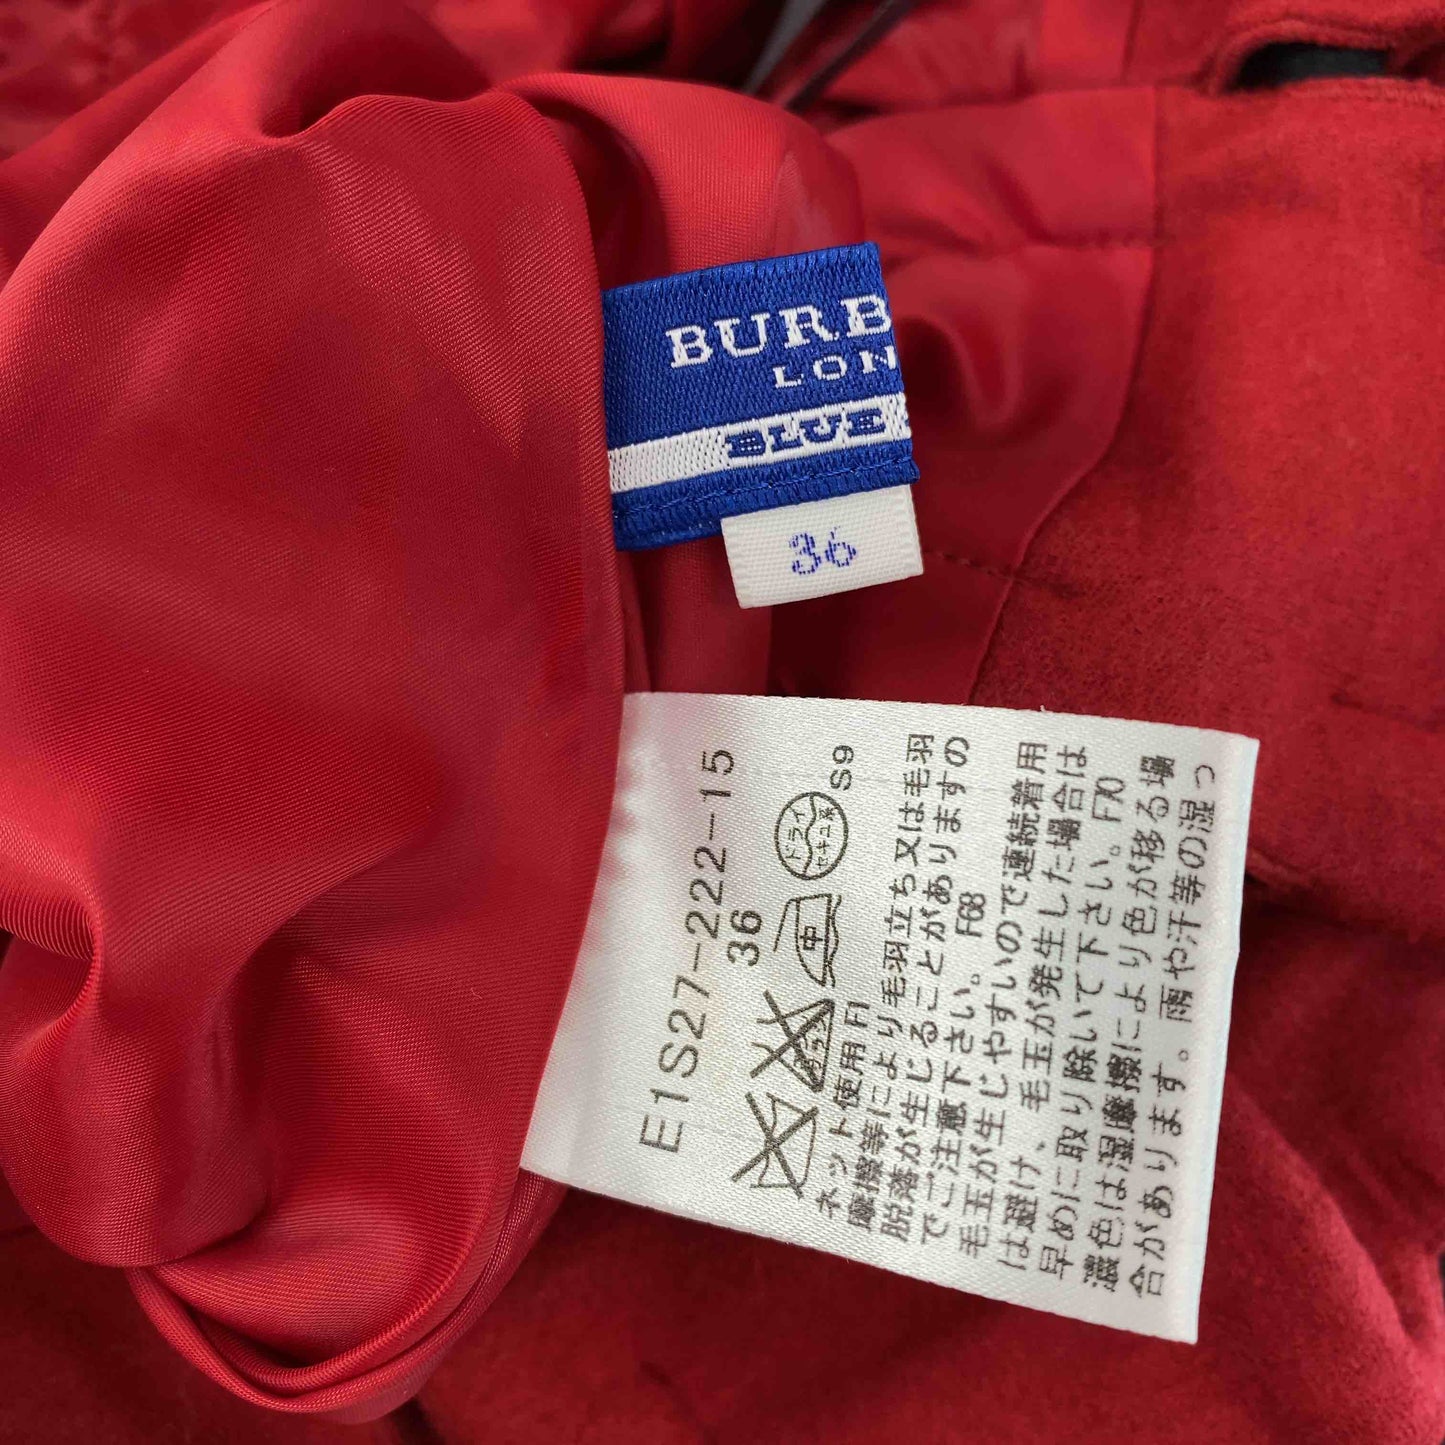 BURB
LON
BLUE
36
E1S27-222-15
36
中
ドライ
セキユ系
S9
ネット使用 F1
摩擦等により毛羽立ち又は毛羽
脱落が生じることがありますの
でご注意下さい。F68
毛玉が生じやすいので連続着用
は避け、毛玉が発生した場合は
早めに取り除いて下さい。F70
濃色は湿摩擦により色が移る場
合があります。雨や汗等の湿っ